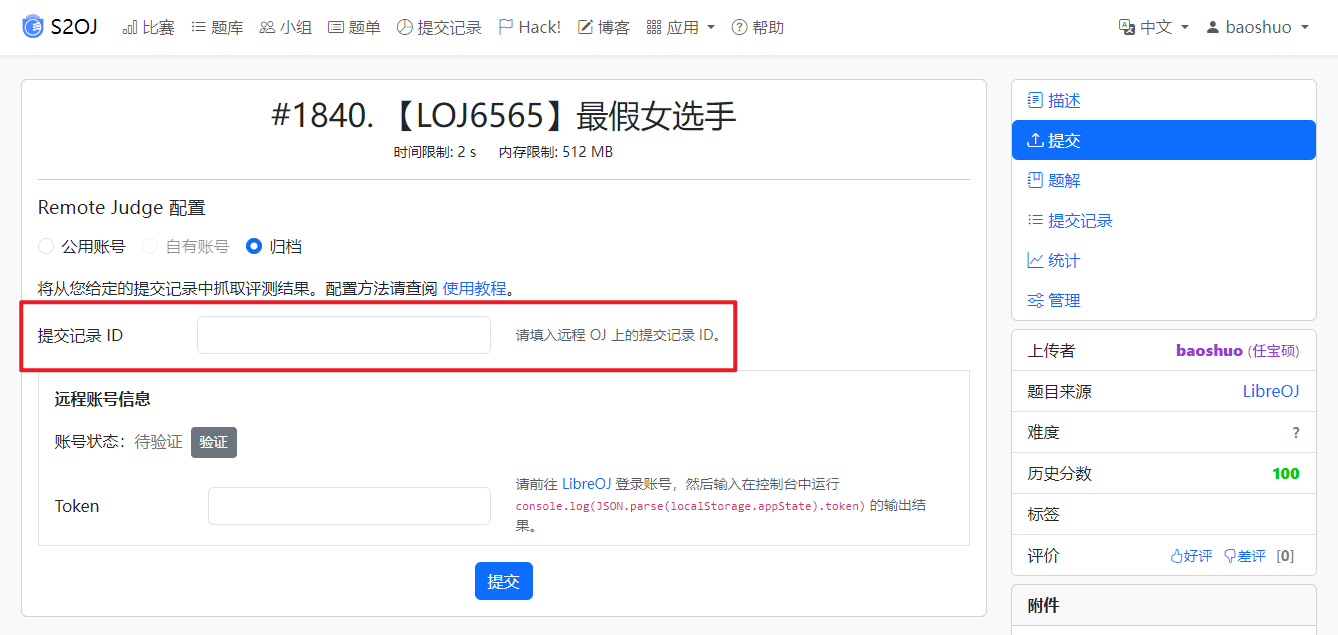 S2OJ 比赛 题库 小组 题单 提交记录 Hack! 博客 应用 帮助 中文 baoshuo
#1840. 【LOJ6565】最假女选手
时间限制: 2 s 内存限制: 512 MB
Remote Judge 配置
公用账号 自有账号 归档
将从您给定的提交记录中抓取评测结果。配置方法请查阅 使用教程。
提交记录 ID 请填入远程 OJ 上的提交记录 ID。
远程账号信息
账号状态：待验证 验证
Token
请前往 LibreOJ 登录账号，然后输入在控制台中运行
console.log(JSON.parse(localStorage.appState).token) 的输出结
果。
提交
描述
提交
题解
提交记录
统计
管理
上传者 baoshuo (任宝硕)
题目来源 LibreOJ
难度 ?
历史分数 100
标签
评价 好评 差评 [0]
附件